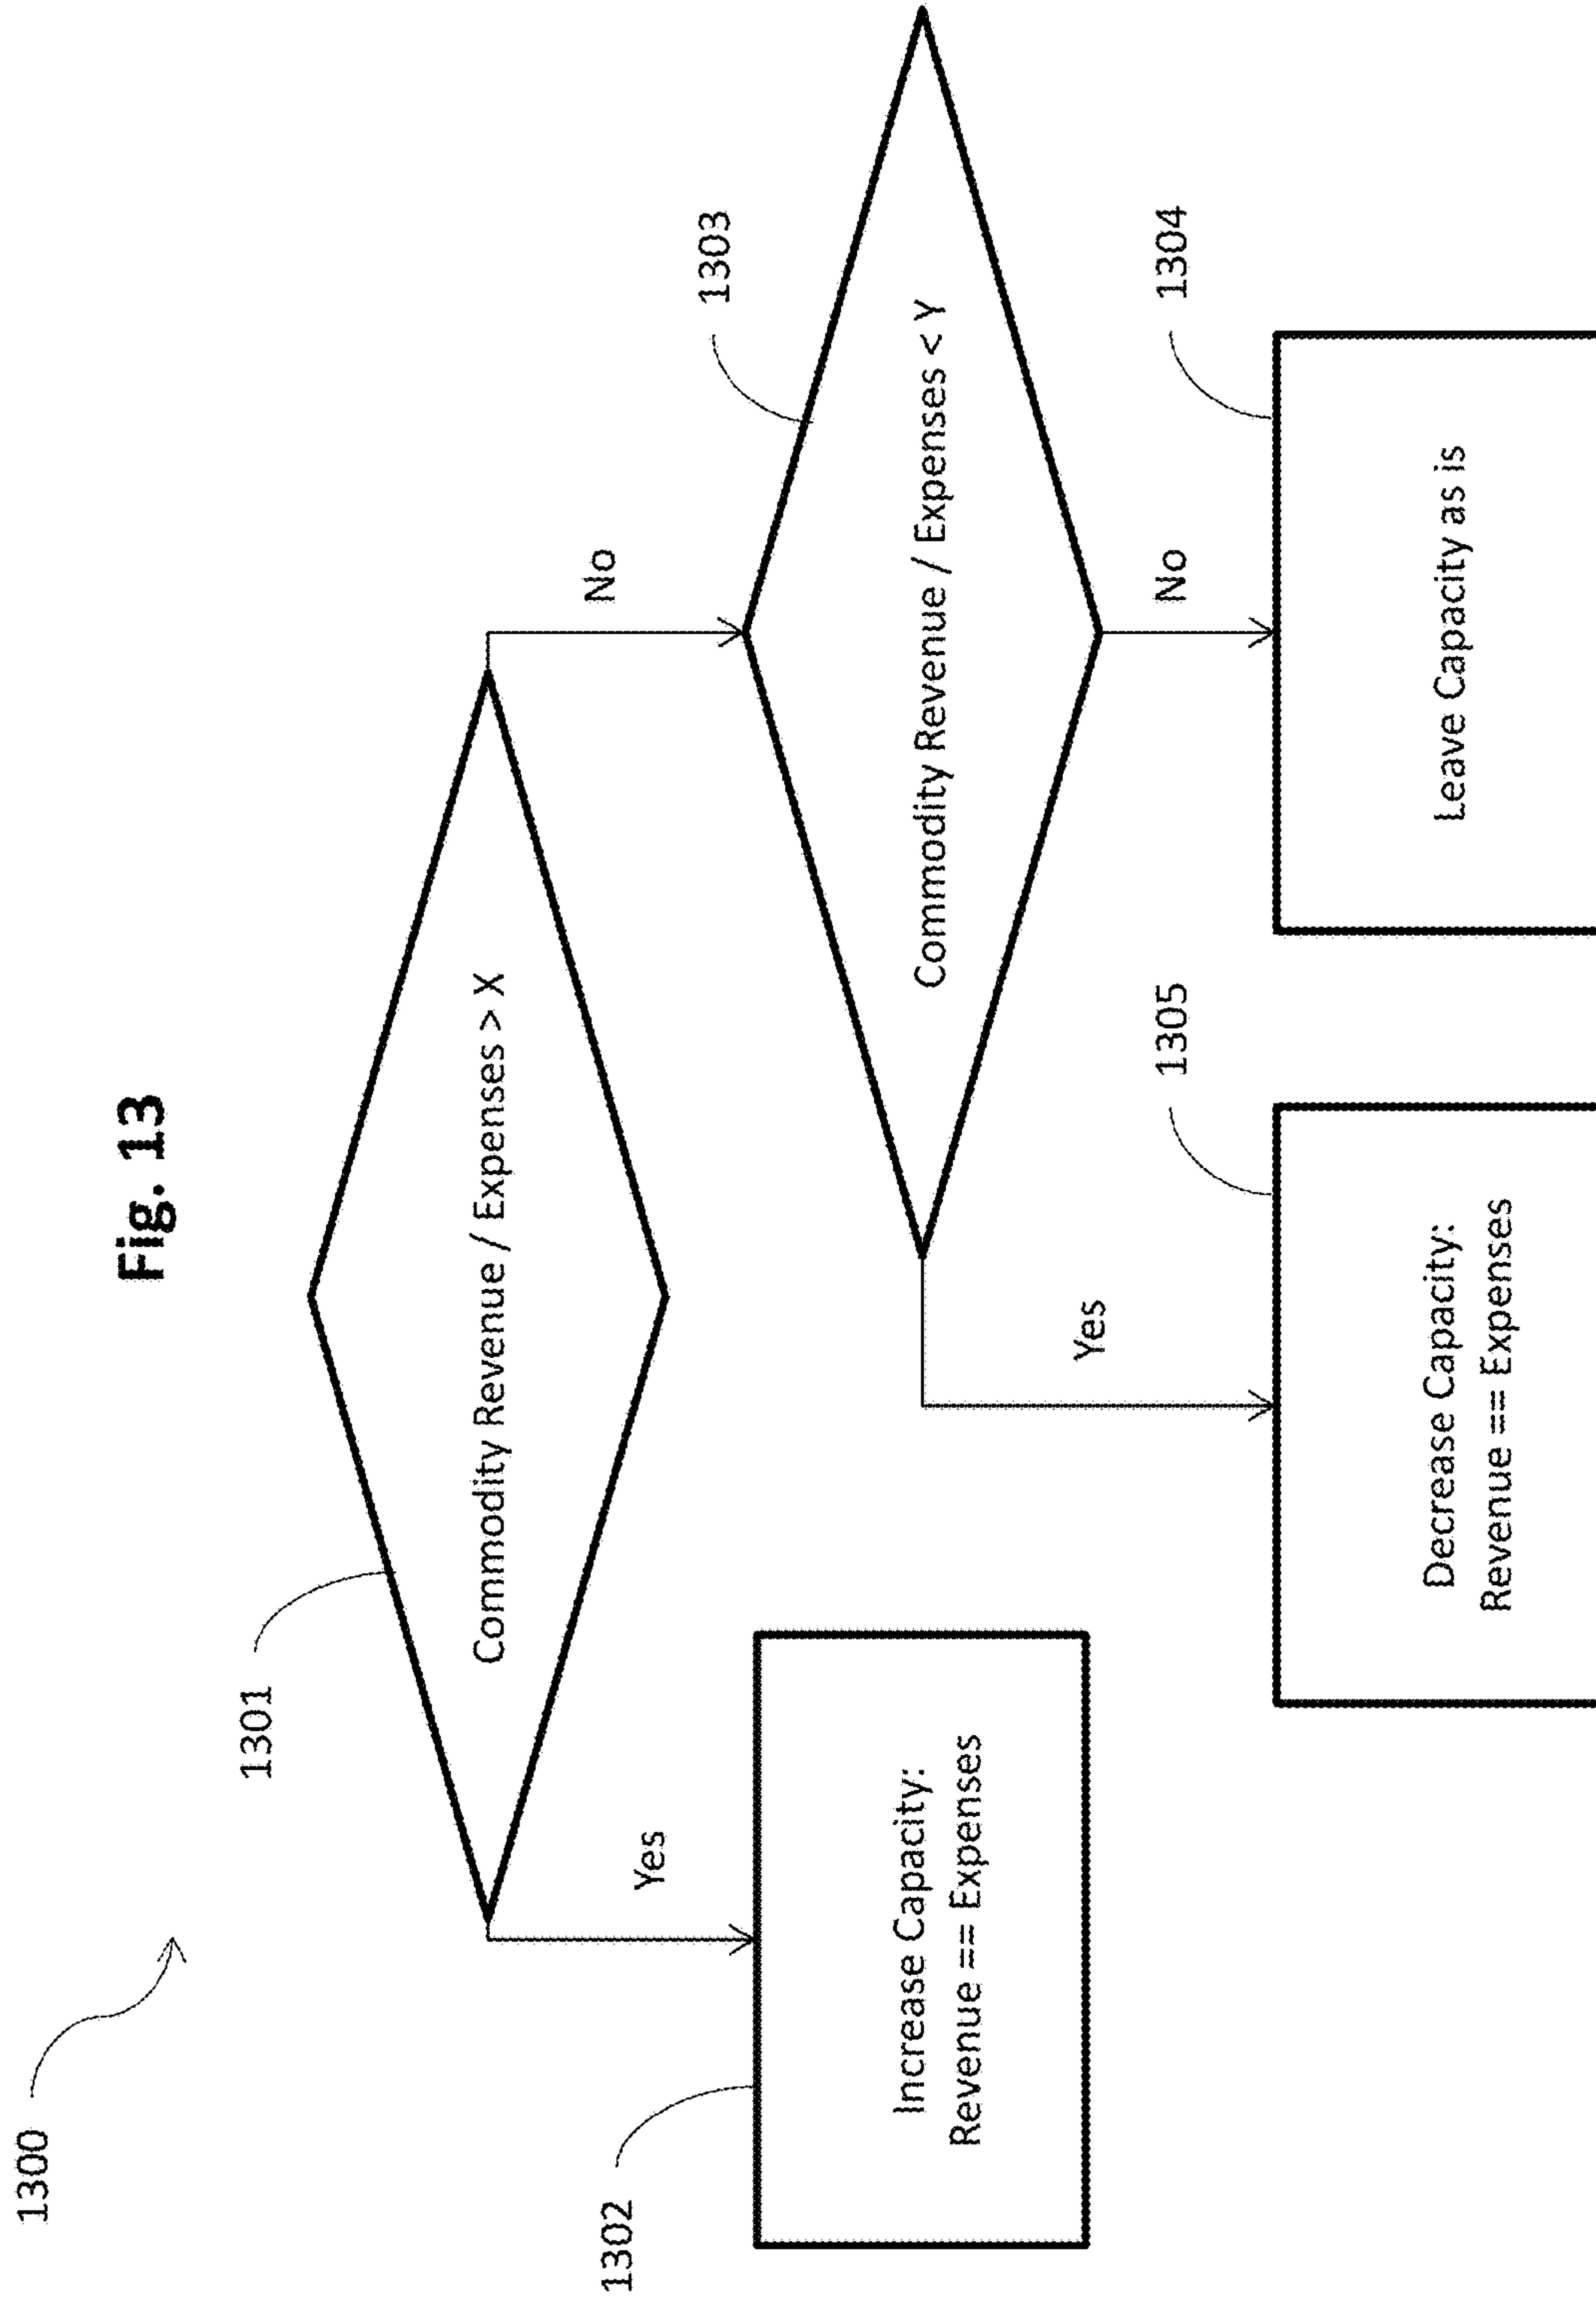 Fig. 13
1300
1301
Commodity Revenue / Expenses > X
Yes
No
1302
Increase Capacity:
Revenue == Expenses
1303
Commodity Revenue / Expenses < Y
Yes
No
1305
Decrease Capacity:
Revenue == Expenses
1304
Leave Capacity as is